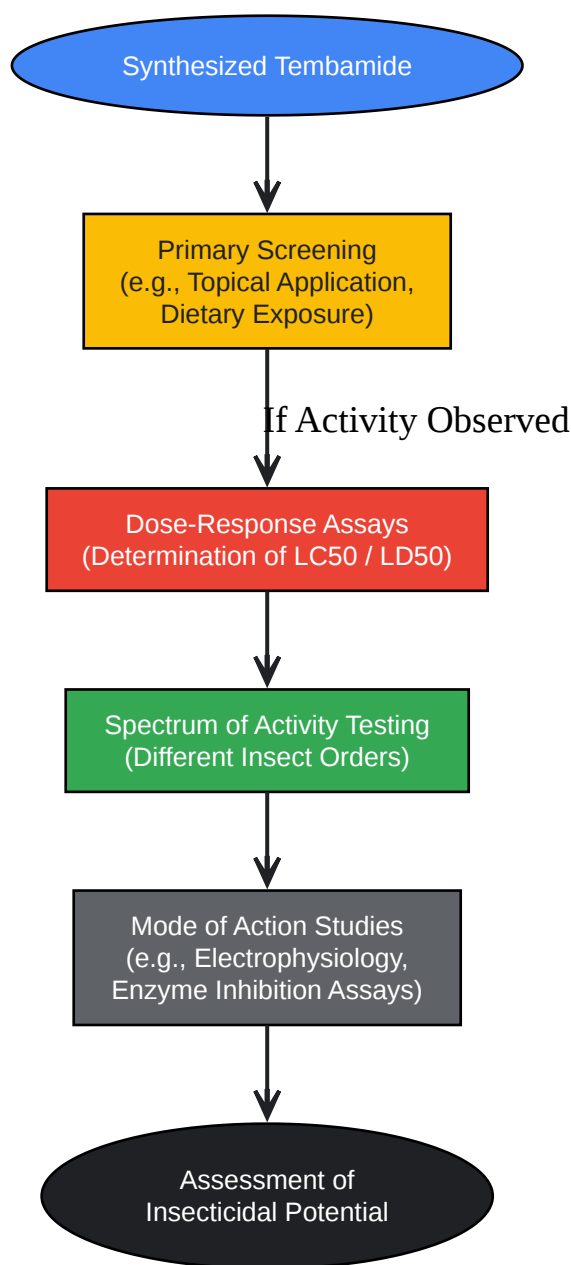 Synthesized Tembamide
Primary Screening
(e.g., Topical Application,
Dietary Exposure)
If Activity Observed
Dose-Response Assays
(Determination of LC50 / LD50)
Spectrum of Activity Testing
(Different Insect Orders)
Mode of Action Studies
(e.g., Electrophysiology,
Enzyme Inhibition Assays)
Assessment of
Insecticidal Potential